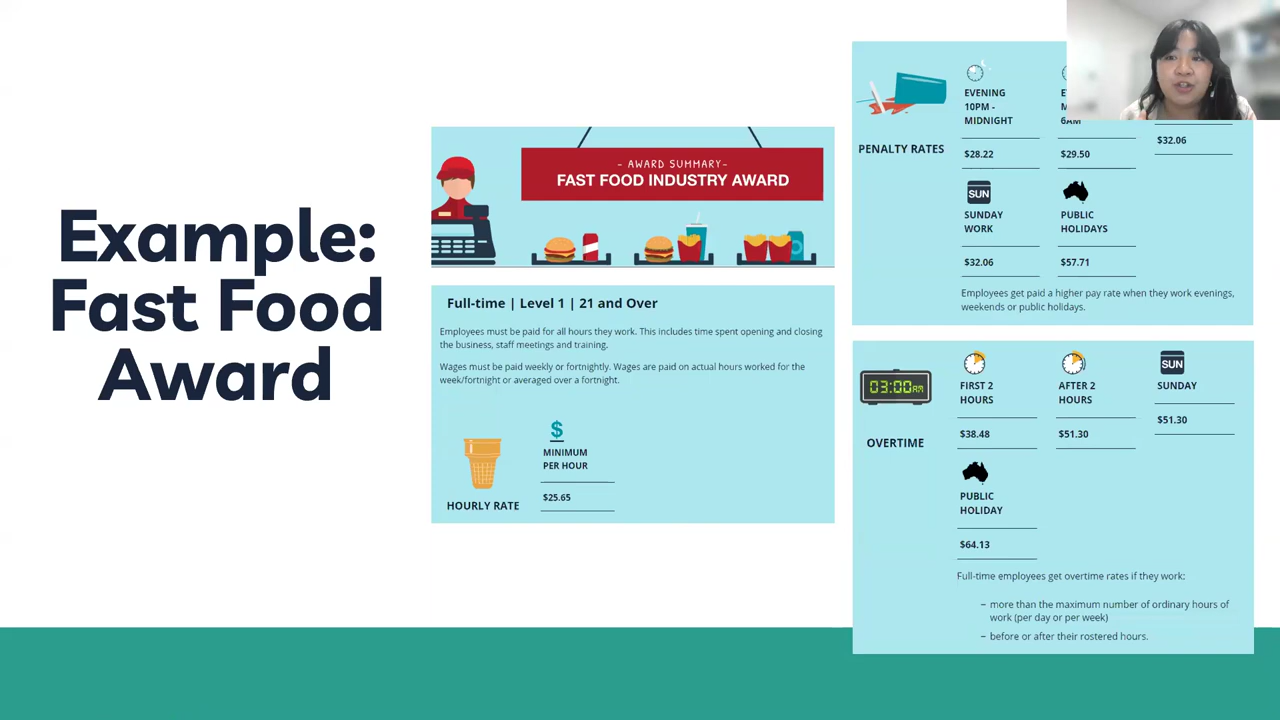 Example:
Fast Food
Award
- AWARD SUMMARY-
FAST FOOD INDUSTRY AWARD
Full-time | Level 1 | 21 and Over
Employees must be paid for all hours they work. This includes time spent opening and closing
the business, staff meetings and training.
Wages must be paid weekly or fortnightly. Wages are paid on actual hours worked for the
week/fortnight or averaged over a fortnight.
$
MINIMUM
PER HOUR
HOURLY RATE
$25.65
PENALTY RATES
EVENING
10PM -
MIDNIGHT
6AM
$28.22
$29.50
$32.06
SUN
SUNDAY
WORK
PUBLIC
HOLIDAYS
$32.06
$57.71
Employees get paid a higher pay rate when they work evenings,
weekends or public holidays.
03:00AM
OVERTIME
FIRST 2
HOURS
AFTER 2
HOURS
SUN
SUNDAY
$38.48
$51.30
$51.30
PUBLIC
HOLIDAY
$64.13
Full-time employees get overtime rates if they work:
– more than the maximum number of ordinary hours of
work (per day or per week)
– before or after their rostered hours.